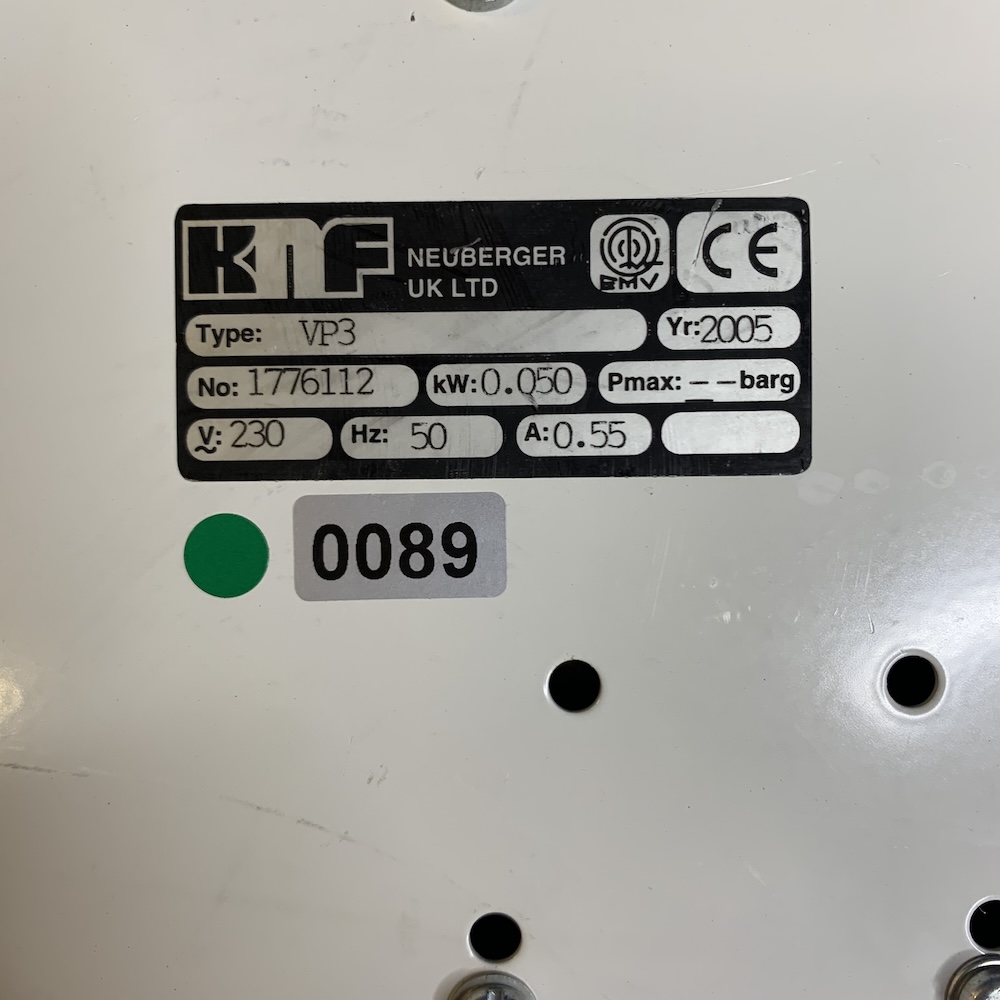 KNF NEUBERGER
UK LTD
BMV
CE
Type: VP3
Yr: 2005
No: 1776112
kW: 0.050
Pmax: -- barg
V: 230
Hz: 50
A: 0.55
0089